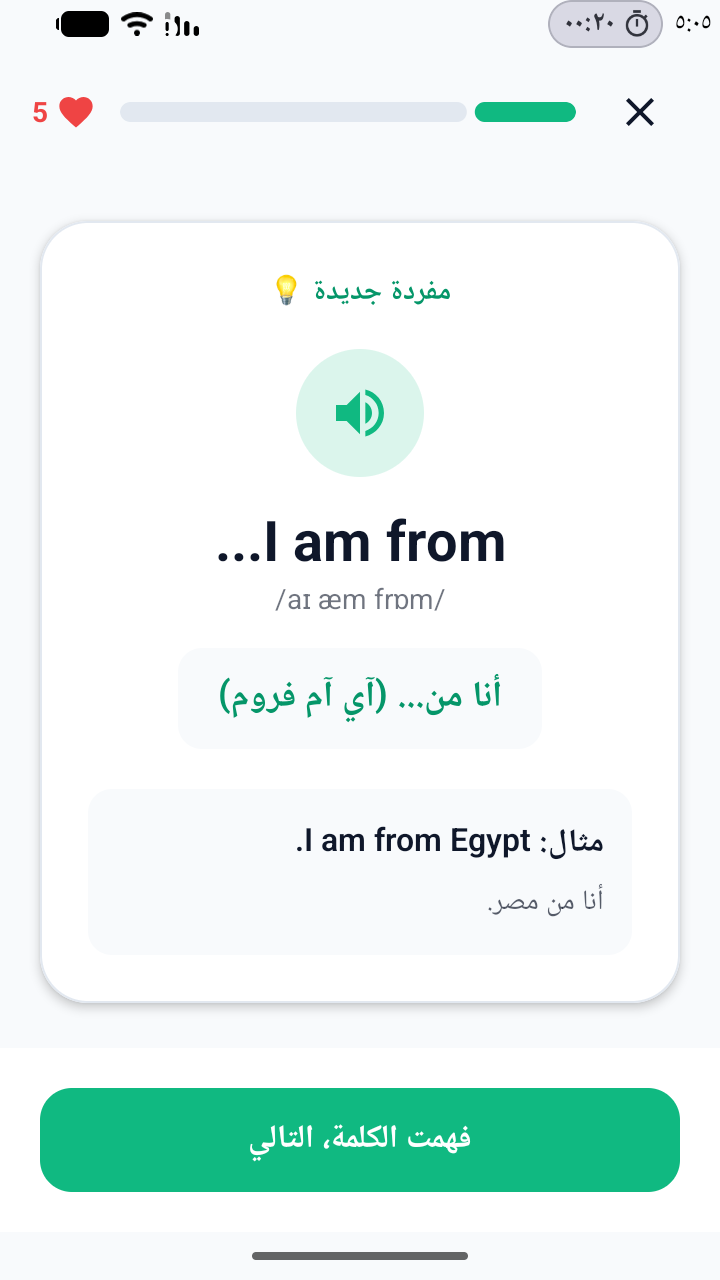 ٥:٠٥ ٠٠:٢٠
5
مفردة جديدة 💡
...I am from
/aɪ æm frɒm/
أنا من... (آي آم فروم)
مثال: I am from Egypt.
أنا من مصر.
فهمت الكلمة، التالي